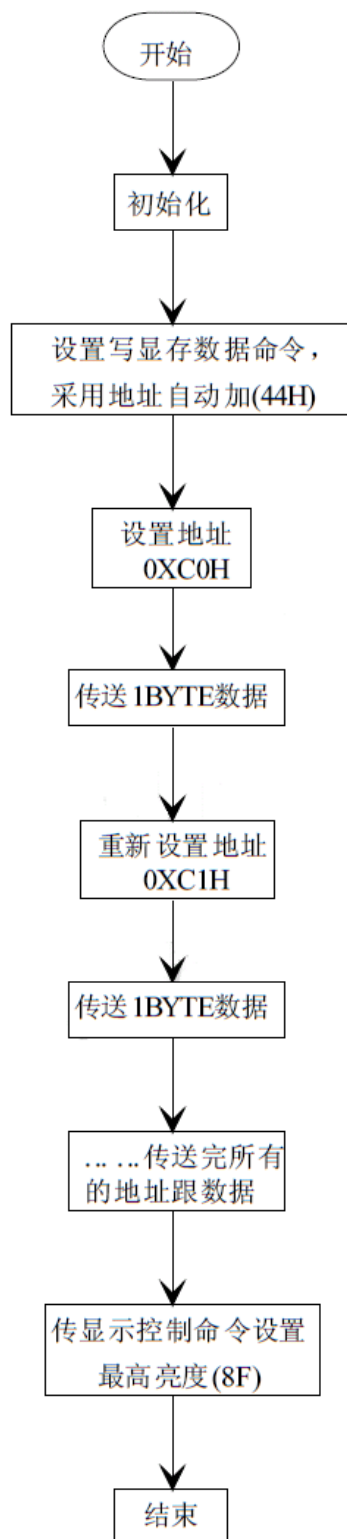 开始
初始化
设置写显存数据命令，
采用地址自动加(44H)
设置地址
0XC0H
传送1BYTE数据
重新设置地址
0XC1H
传送1BYTE数据
… …传送完所有
的地址跟数据
传显示控制命令设置
最高亮度(8F)
结束